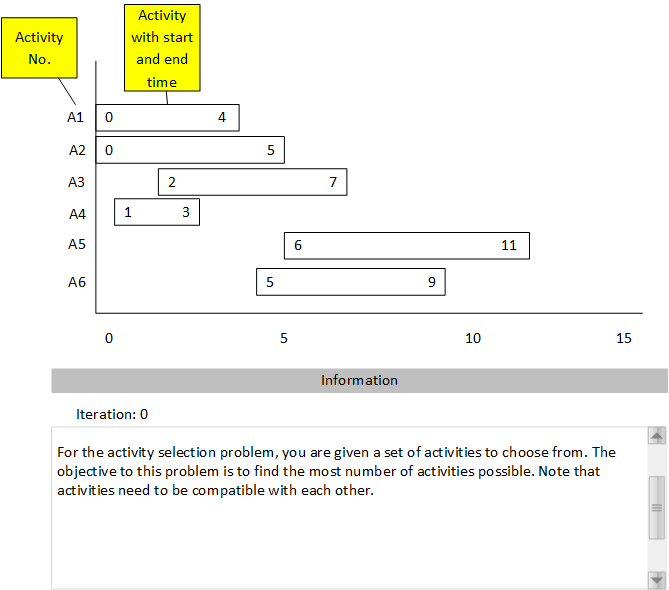 Activity
No.
Activity
with start
and end
time
A1 0 4
A2 0 5
A3 2 7
A4 1 3
A5 6 11
A6 5 9
0 5 10 15
Information
Iteration: 0
For the activity selection problem, you are given a set of activities to choose from. The
objective to this problem is to find the most number of activities possible. Note that
activities need to be compatible with each other.